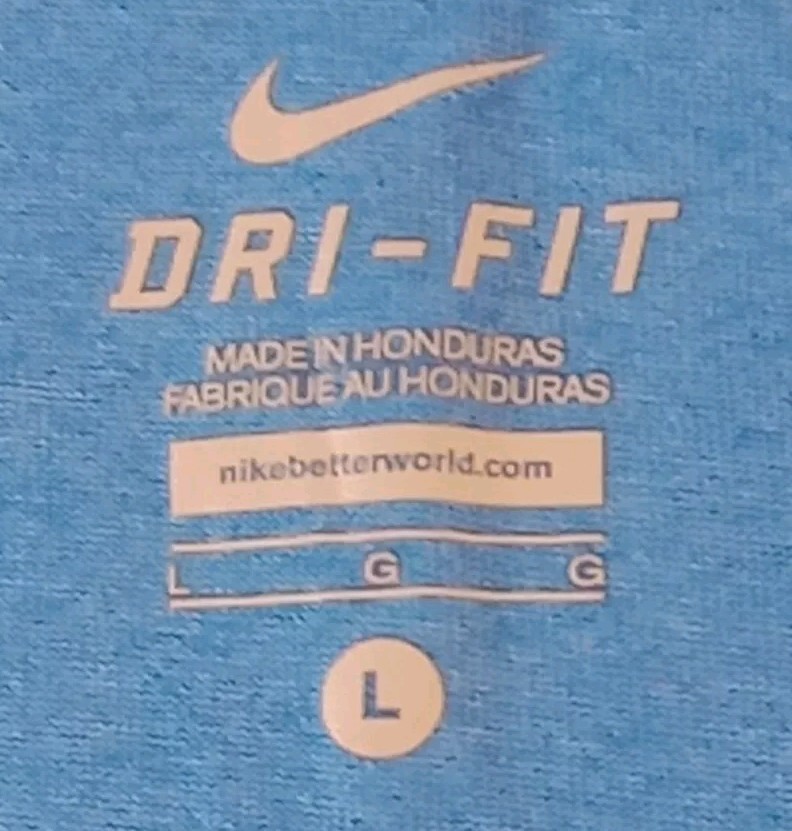 DRI-FIT
MADE IN HONDURAS
FABRIQUE AU HONDURAS
nikebetterworld.com
L G G
L